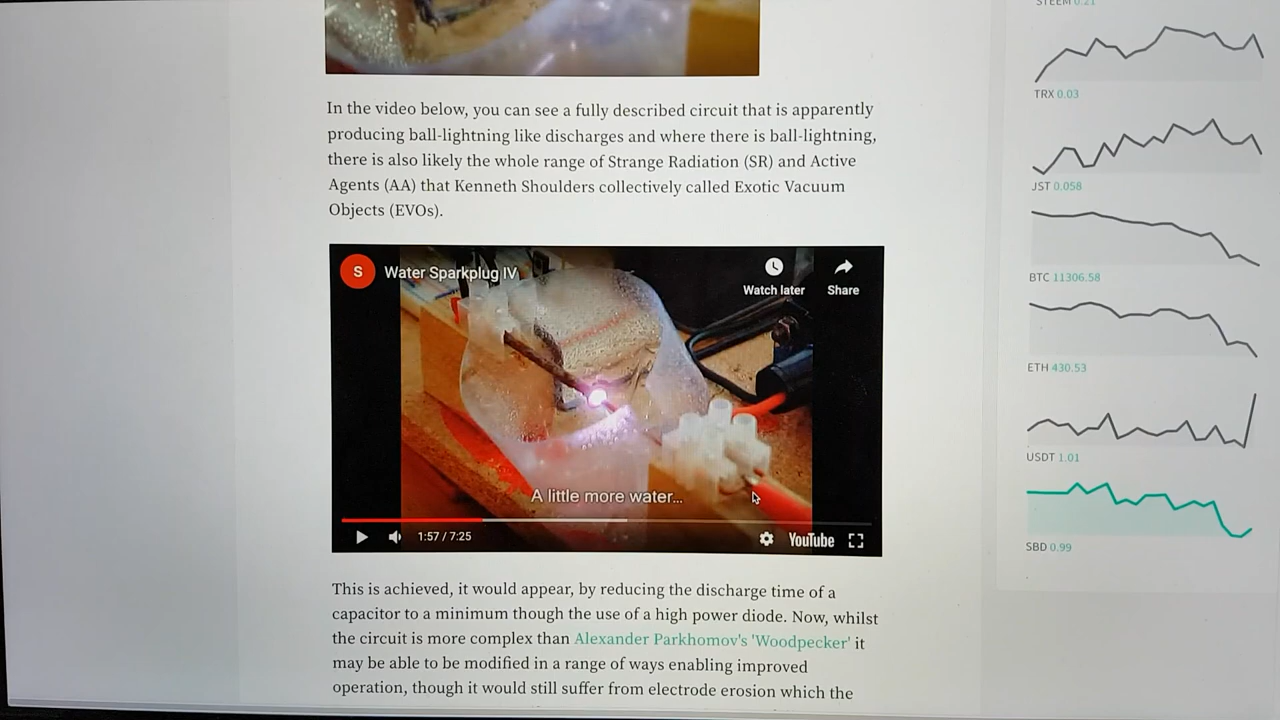 In the video below, you can see a fully described circuit that is apparently
producing ball-lightning like discharges and where there is ball-lightning,
there is also likely the whole range of Strange Radiation (SR) and Active
Agents (AA) that Kenneth Shoulders collectively called Exotic Vacuum
Objects (EVOs).
S
Water Sparkplug IV
Watch later
Share
A little more water...
1:57 / 7:25
YouTube
This is achieved, it would appear, by reducing the discharge time of a
capacitor to a minimum though the use of a high power diode. Now, whilst
the circuit is more complex than Alexander Parkhomov's 'Woodpecker' it
may be able to be modified in a range of ways enabling improved
operation, though it would still suffer from electrode erosion which the
STEEM 0.21
TRX 0.03
JST 0.058
BTC 11306.58
ETH 430.53
USDT 1.01
SBD 0.99